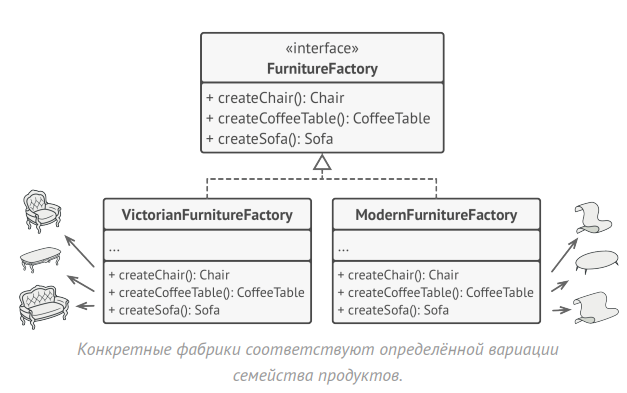 «interface»
FurnitureFactory
+ createChair(): Chair
+ createCoffeeTable(): CoffeeTable
+ createSofa(): Sofa
VictorianFurnitureFactory
...
+ createChair(): Chair
+ createCoffeeTable(): CoffeeTable
+ createSofa(): Sofa
ModernFurnitureFactory
...
+ createChair(): Chair
+ createCoffeeTable(): CoffeeTable
+ createSofa(): Sofa
Конкретные фабрики соответствуют определённой вариации
семейства продуктов.